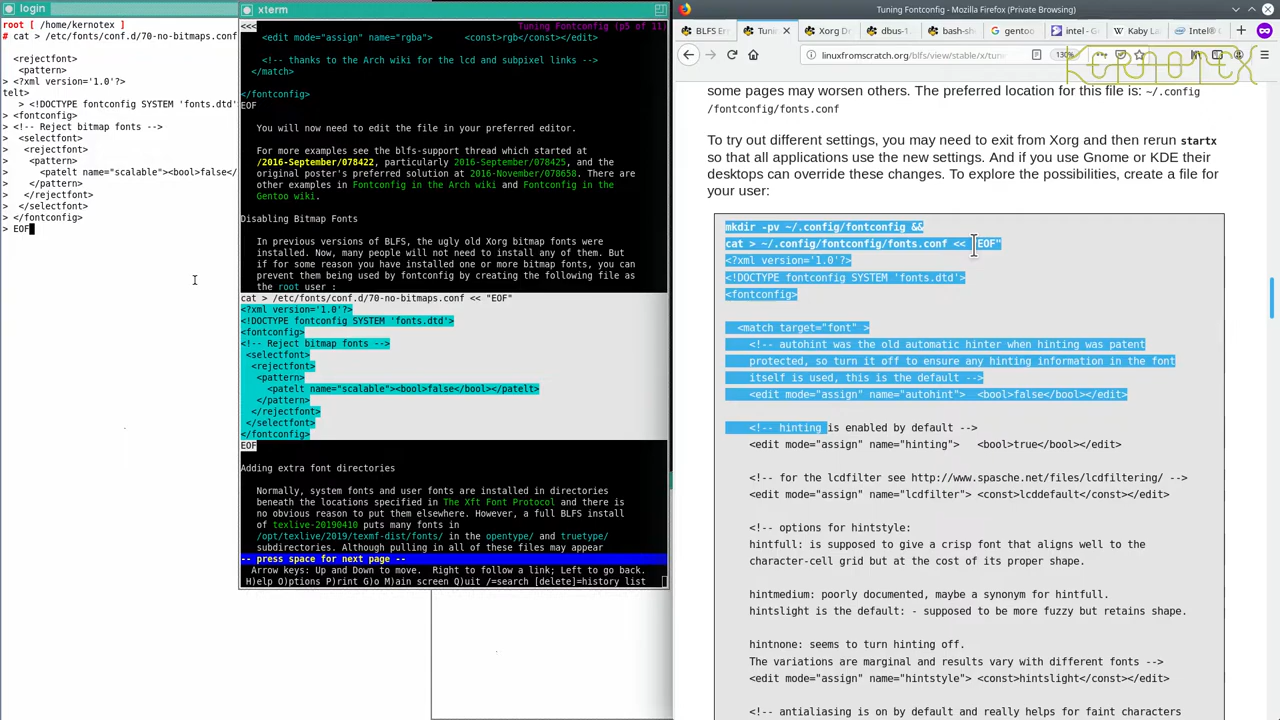 login
root [ /home/kernotex ]
# cat > /etc/fonts/conf.d/70-no-bitmaps.conf
<rejectfont>
<pattern>
> <?xml version='1.0'?>
telt>
> <!DOCTYPE fontconfig SYSTEM 'fonts.dtd'
> <fontconfig>
> <!-- Reject bitmap fonts -->
> <selectfont>
> <rejectfont>
> <pattern>
> <patelt name="scalable"><bool>false</
> </pattern>
> </rejectfont>
> </selectfont>
> </fontconfig>
> EOF
xterm
<<< Tuning Fontconfig (p5 of 11)
<edit mode="assign" name="rgba"> <const>rgb</const></edit>
<!-- thanks to the Arch wiki for the lcd and subpixel links -->
</match>
</fontconfig>
EOF
You will now need to edit the file in your preferred editor.
For more examples see the blfs-support thread which started at
/2016-September/078422, particularly 2016-September/078425, and the
original poster's preferred solution at 2016-November/078658. There are
other examples in Fontconfig in the Arch wiki and Fontconfig in the
Gentoo wiki.
Disabling Bitmap Fonts
In previous versions of BLFS, the ugly old Xorg bitmap fonts were
installed. Now, many people will not need to install any of them. But
if for some reason you have installed one or more bitmap fonts, you can
prevent them being used by fontconfig by creating the following file as
the root user :
cat > /etc/fonts/conf.d/70-no-bitmaps.conf << "EOF"
<?xml version='1.0'?>
<!DOCTYPE fontconfig SYSTEM 'fonts.dtd'>
<fontconfig>
<!-- Reject bitmap fonts -->
<selectfont>
<rejectfont>
<pattern>
<patelt name="scalable"><bool>false</bool></patelt>
</pattern>
</rejectfont>
</selectfont>
</fontconfig>
EOF
Adding extra font directories
Normally, system fonts and user fonts are installed in directories
beneath the locations specified in The Xft Font Protocol and there is
no obvious reason to put them elsewhere. However, a full BLFS install
of texlive-20190410 puts many fonts in
/opt/texlive/2019/texmf-dist/fonts/ in the opentype/ and truetype/
subdirectories. Although pulling in all of these files may appear
-- press space for next page --
Arrow keys: Up and Down to move. Right to follow a link; Left to go back.
H)elp O)ptions P)rint G)o M)ain screen Q)uit /=search [delete]=history list
Tuning Fontconfig - Mozilla Firefox (Private Browsing)
BLFS En
Tunin
Xorg Dr
dbus-1
bash-sh
gentoo
intel - G
Kaby La
Intel®
linuxfromscratch.org/blfs/view/stable/x/tune
130%
KERNOTEX
some pages may worsen others. The preferred location for this file is: ~/.config
/fontconfig/fonts.conf
To try out different settings, you may need to exit from Xorg and then rerun startx
so that all applications use the new settings. And if you use Gnome or KDE their
desktops can override these changes. To explore the possibilities, create a file for
your user:
mkdir -pv ~/.config/fontconfig &&
cat > ~/.config/fontconfig/fonts.conf << "EOF"
<?xml version='1.0'?>
<!DOCTYPE fontconfig SYSTEM 'fonts.dtd'>
<fontconfig>
<match target="font" >
<!-- autohint was the old automatic hinter when hinting was patent
protected, so turn it off to ensure any hinting information in the font
itself is used, this is the default -->
<edit mode="assign" name="autohint"> <bool>false</bool></edit>
<!-- hinting is enabled by default -->
<edit mode="assign" name="hinting"> <bool>true</bool></edit>
<!-- for the lcdfilter see http://www.spasche.net/files/lcdfiltering/ -->
<edit mode="assign" name="lcdfilter"> <const>lcddefault</const></edit>
<!-- options for hintstyle:
hintfull: is supposed to give a crisp font that aligns well to the
character-cell grid but at the cost of its proper shape.
hintmedium: poorly documented, maybe a synonym for hintfull.
hintslight is the default: - supposed to be more fuzzy but retains shape.
hintnone: seems to turn hinting off.
The variations are marginal and results vary with different fonts -->
<edit mode="assign" name="hintstyle"> <const>hintslight</const></edit>
<!-- antialiasing is on by default and really helps for faint characters